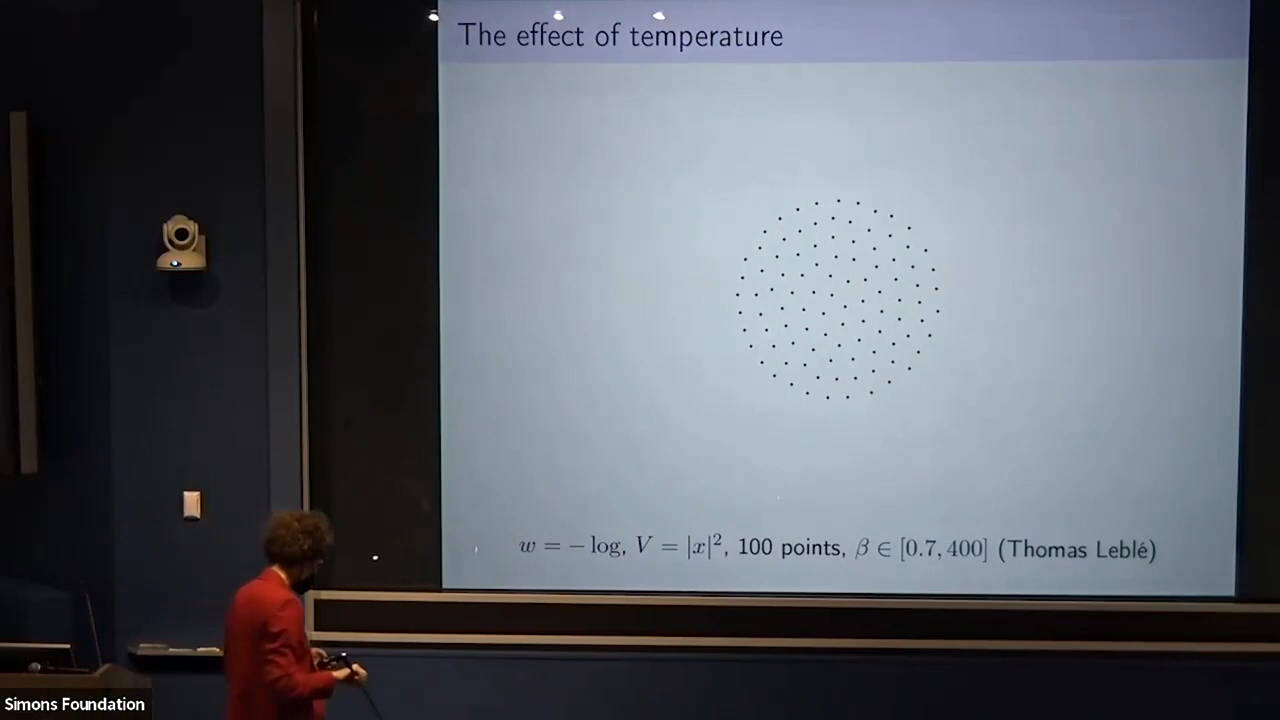 The effect of temperature
w = − log, V = |x|², 100 points, β ∈ [0.7, 400] (Thomas Leblé)
Simons Foundation